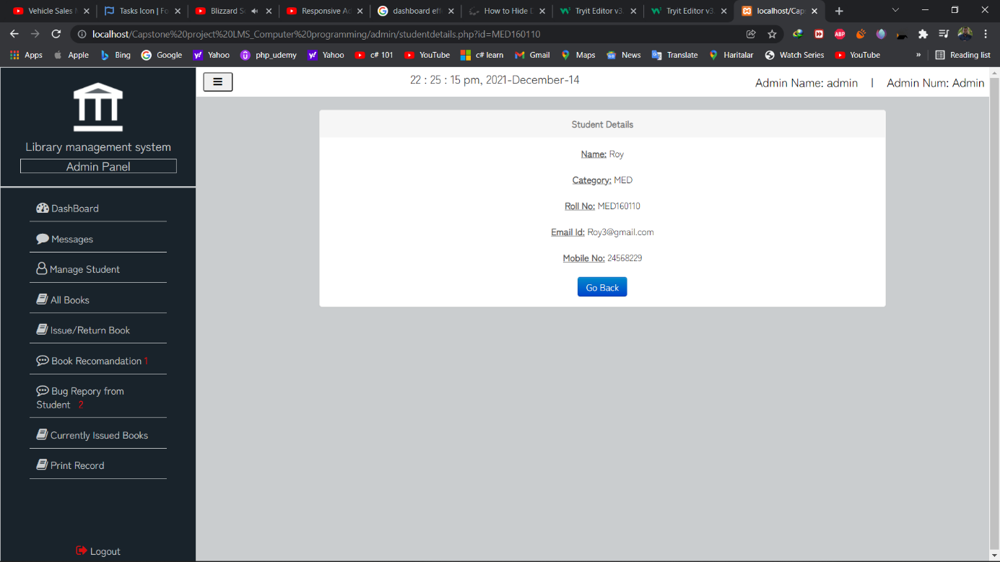 Vehicle Sales M
Tasks Icon | Fo
Blizzard S
Responsive Ad
dashboard eff
How to Hide D
Tryit Editor v3.
Tryit Editor v3.
localhost/Cap
localhost/Capstone%20project%20LMS_Computer%20programming/admin/studentdetails.php?id=MED160110
ABP
Apps
Apple
Bing
Google
Yahoo
php_udemy
Yahoo
c# 101
YouTube
c# learn
Gmail
Maps
News
Translate
Haritalar
Watch Series
YouTube
»
Reading list
Library management system
Admin Panel
DashBoard
Messages
Manage Student
All Books
Issue/Return Book
Book Recomandation 1
Bug Repory from
Student 2
Currently Issued Books
Print Record
Logout
22 : 25 : 15 pm, 2021-December-14
Admin Name: admin | Admin Num: Admin
Student Details
Name: Roy
Category: MED
Roll No: MED160110
Email Id: Roy3@gmail.com
Mobile No: 24568229
Go Back